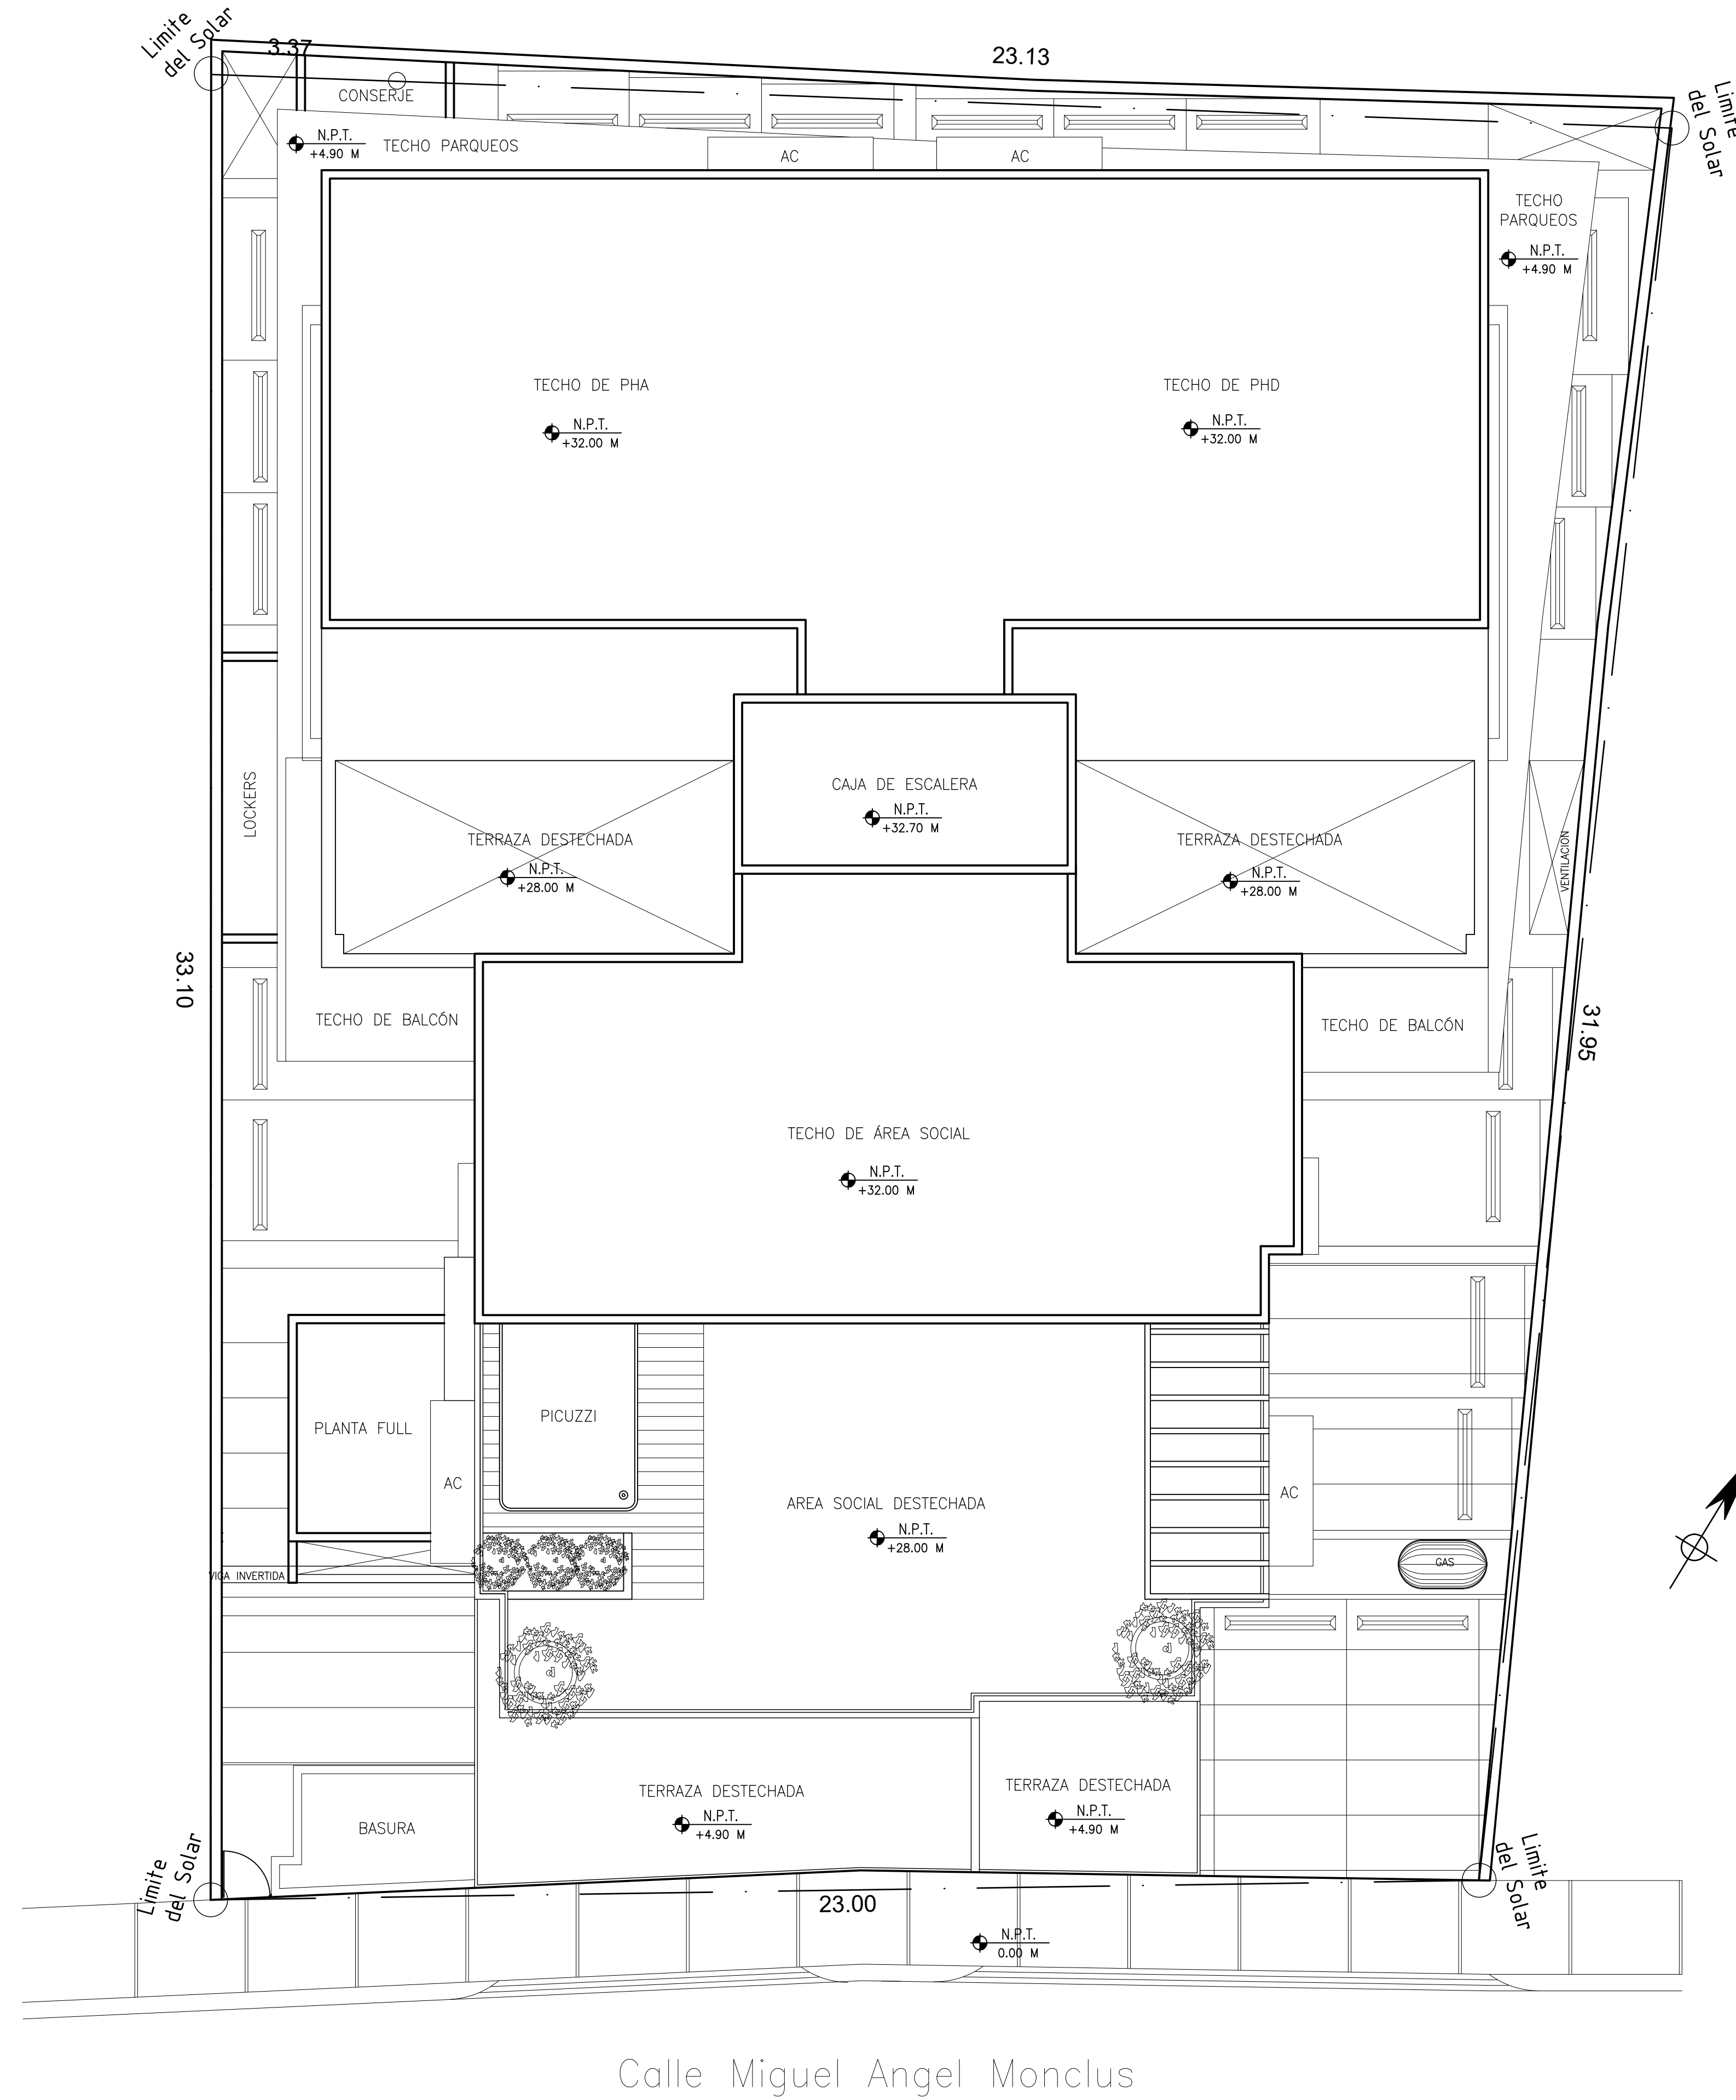 Limite
del Solar
3.37
23.13
Limite
del Solar
CONSERJE
N.P.T.
+4.90 M
TECHO PARQUEOS
AC
AC
TECHO
PARQUEOS
N.P.T.
+4.90 M
TECHO DE PHA
N.P.T.
+32.00 M
TECHO DE PHD
N.P.T.
+32.00 M
LOCKERS
CAJA DE ESCALERA
N.P.T.
+32.70 M
TERRAZA DESTECHADA
N.P.T.
+28.00 M
TERRAZA DESTECHADA
N.P.T.
+28.00 M
VENTILACION
33.10
TECHO DE BALCÓN
TECHO DE BALCÓN
31.95
TECHO DE ÁREA SOCIAL
N.P.T.
+32.00 M
PLANTA FULL
PICUZZI
AC
AREA SOCIAL DESTECHADA
N.P.T.
+28.00 M
AC
GAS
VIGA INVERTIDA
TERRAZA DESTECHADA
N.P.T.
+4.90 M
TERRAZA DESTECHADA
N.P.T.
+4.90 M
BASURA
Limite
del Solar
23.00
Limite
del Solar
N.P.T.
0.00 M
Calle Miguel Angel Monclus